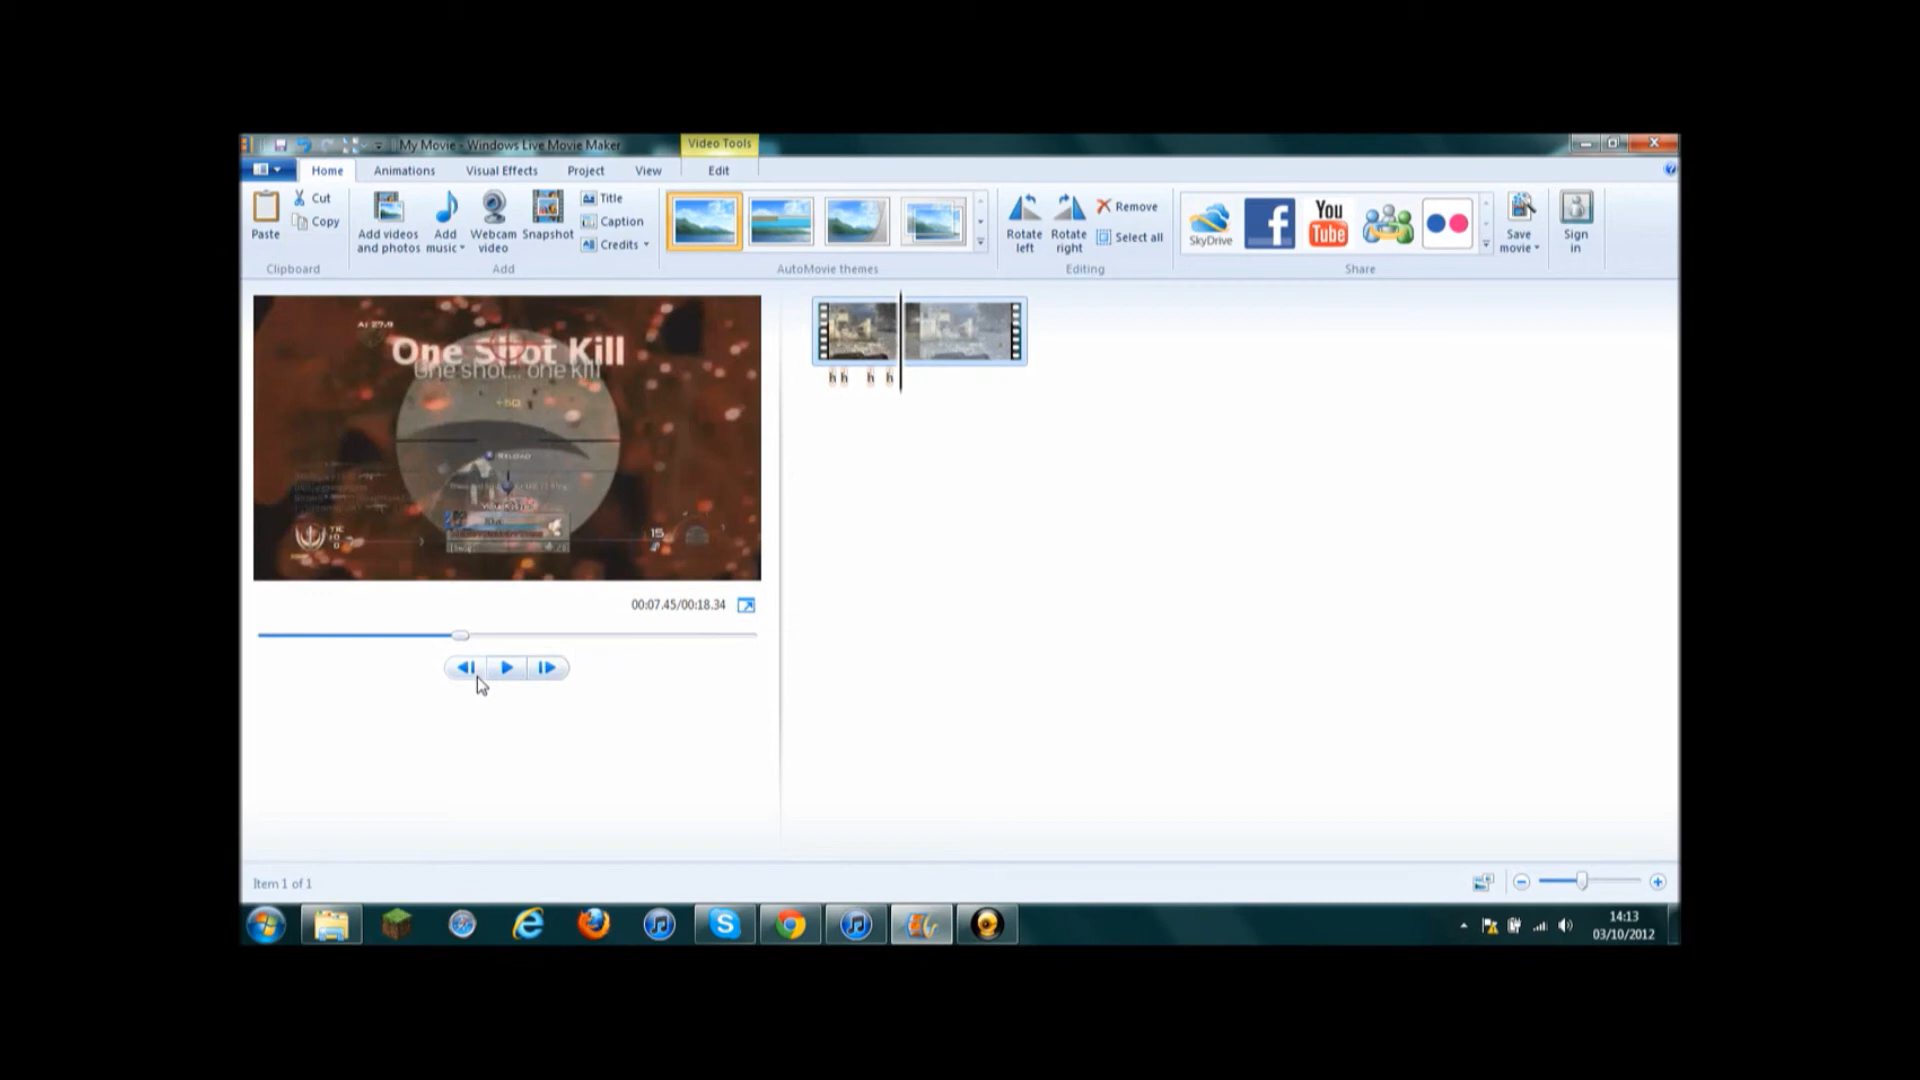 My Movie - Windows Live Movie Maker
Video Tools
Home
Animations
Visual Effects
Project
View
Edit
Paste
Cut
Copy
Clipboard
Add videos
and photos
Add
music
Webcam
video
Snapshot
Title
Caption
Credits
Add
AutoMovie themes
Rotate
left
Rotate
right
Remove
Select all
Editing
SkyDrive
f
You
Tube
Share
Save
movie
Sign
in
One Shot Kill
One shot... one kill
+50
RELOAD
15
h h h h
00:07.45/00:18.34
Item 1 of 1
14:13
03/10/2012